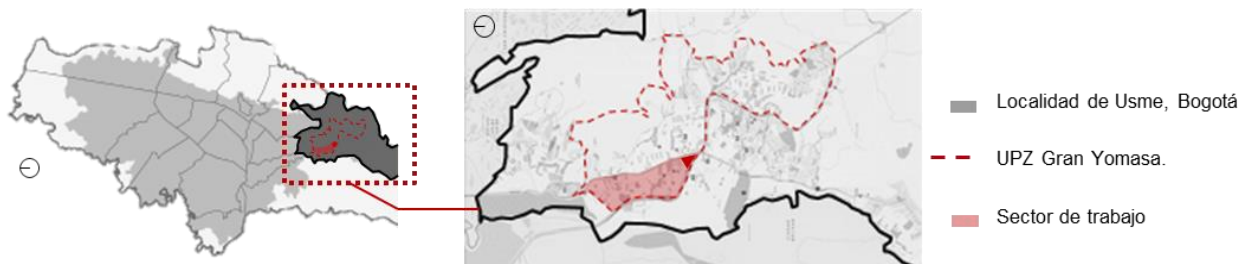 Localidad de Usme, Bogotá
UPZ Gran Yomasa.
Sector de trabajo